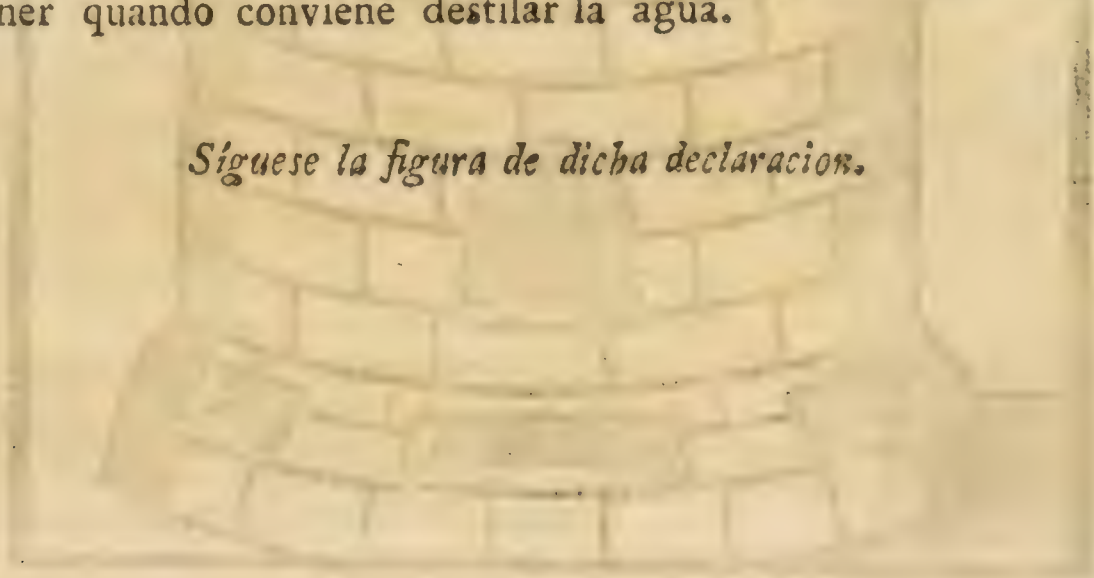 ner quando conviene destilar la agua.
Síguese la figura de dicha declaracion.